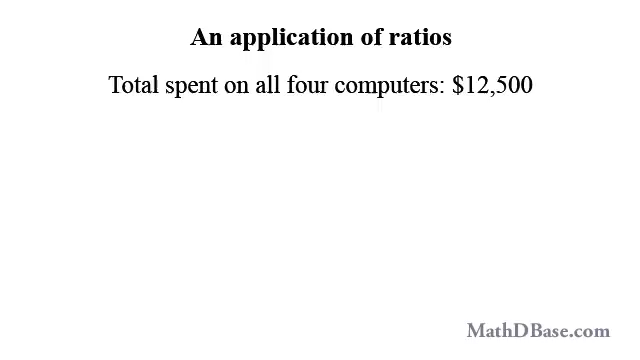 An application of ratios
Total spent on all four computers: $12,500
MathDBase.com